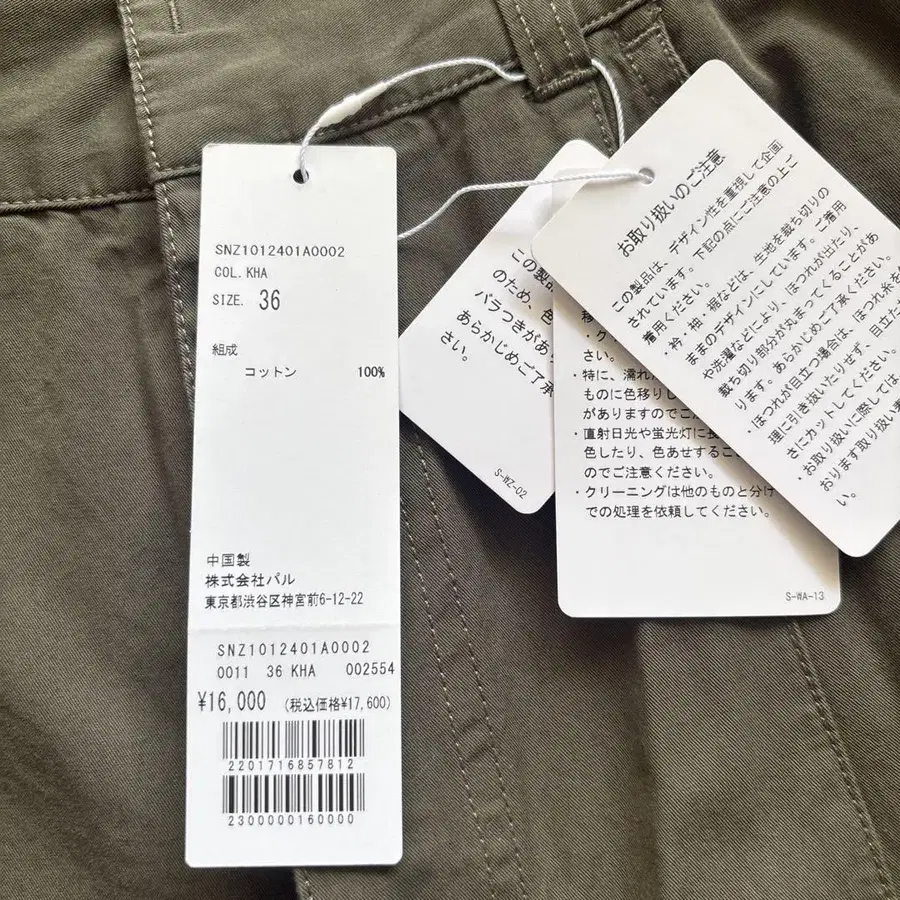 SNZ1012401A0002
COL. KHA
SIZE. 36
組成
コットン 100%
中国製
株式会社パル
東京都渋谷区神宮前6-12-22
SNZ1012401A0002
0011 36 KHA 002554
¥16,000 (税込価格¥17,600)
2201716857812
2300000160000
この製品
のため、色
バラつきがあ
あらかじめご了承
さい。
S-WZ-02
さい。
・特に、濡れた
ものに色移りし
がありますのでご
・直射日光や蛍光灯に長
色したり、色あせするこ
のでご注意ください。
・クリーニングは他のものと分け
での処理を依頼してください。
S-WA-13
お取り扱いのご注意
この製品は、デザイン性を重視して企画
されています。下記の点にご注意の上ご
着用ください。
・衿・袖・裾などは、生地を裁ち切りの
ままのデザインにしています。ご着用
や洗濯などにより、ほつれが出たり、
裁ち切り部分が丸まってくることがあ
ります。あらかじめご了承ください。
・ほつれが目立つ場合は、ほつれ糸を
理に引き抜いたりせず、目立た
さにカットしてください。
・お取り扱いに際しては
おります取り扱い
い。